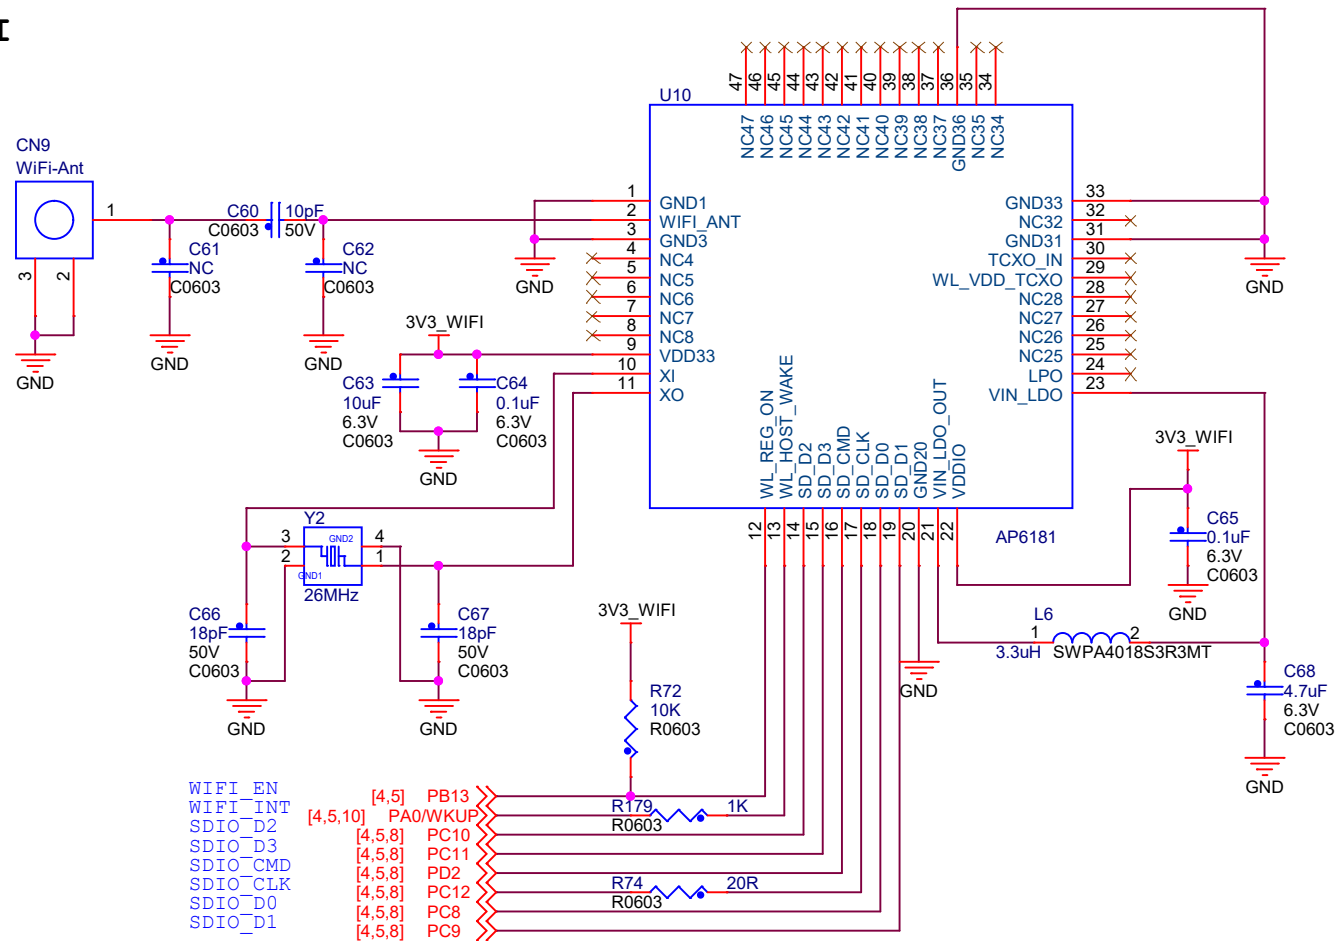 I
CN9
WiFi-Ant
1
3
2
GND
C61
NC
C0603
GND
C60
C0603
10pF
50V
C62
NC
C0603
GND
GND
U10
47
46
45
44
43
42
41
40
39
38
37
36
35
34
NC47
NC46
NC45
NC44
NC43
NC42
NC41
NC40
NC39
NC38
NC37
GND36
NC35
NC34
1 GND1
2 WIFI_ANT
3 GND3
4 NC4
5 NC5
6 NC6
7 NC7
8 NC8
9 VDD33
10 XI
11 XO
GND33 33
NC32 32
GND31 31
TCXO_IN 30
WL_VDD_TCXO 29
NC28 28
NC27 27
NC26 26
NC25 25
LPO 24
VIN_LDO 23
GND
WL_REG_ON
WL_HOST_WAKE
SD_D2
SD_D3
SD_CMD
SD_CLK
SD_D0
SD_D1
GND20
VIN_LDO_OUT
VDDIO
12
13
14
15
16
17
18
19
20
21
22
AP6181
3V3_WIFI
C63
10uF
6.3V
C0603
C64
0.1uF
6.3V
C0603
GND
3V3_WIFI
C65
0.1uF
6.3V
C0603
GND
Y2
3
2
4
1
GND2
GND1
26MHz
C66
18pF
50V
C0603
GND
C67
18pF
50V
C0603
GND
3V3_WIFI
R72
10K
R0603
GND
L6
1
2
3.3uH
SWPA4018S3R3MT
C68
4.7uF
6.3V
C0603
GND
WIFI_EN [4,5] PB13
WIFI_INT [4,5,10] PA0/WKUP R179 1K
R0603
SDIO_D2 [4,5,8] PC10
SDIO_D3 [4,5,8] PC11
SDIO_CMD [4,5,8] PD2
SDIO_CLK [4,5,8] PC12 R74 20R
R0603
SDIO_D0 [4,5,8] PC8
SDIO_D1 [4,5,8] PC9